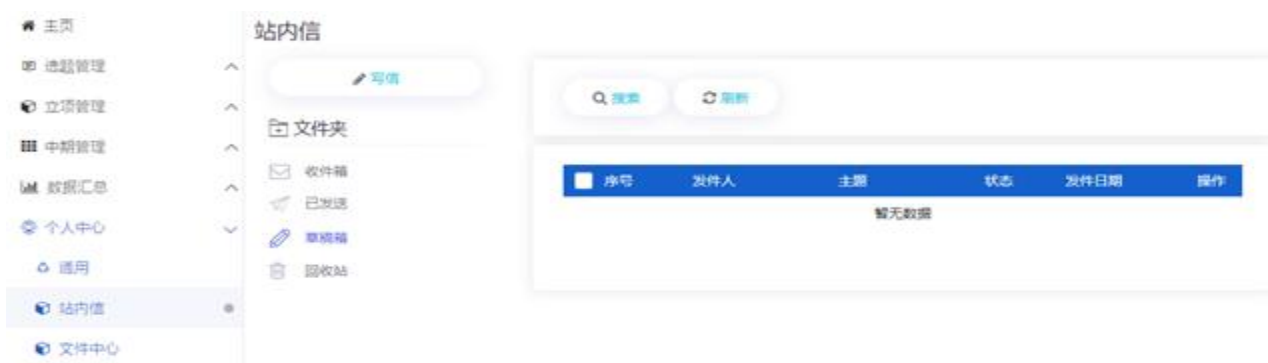 主页
选题管理
立项管理
中期管理
数据汇总
个人中心
通用
站内信
文件中心
站内信
写信
文件夹
收件箱
已发送
草稿箱
回收站
搜索 刷新
序号 发件人 主题 状态 发件日期 操作
暂无数据